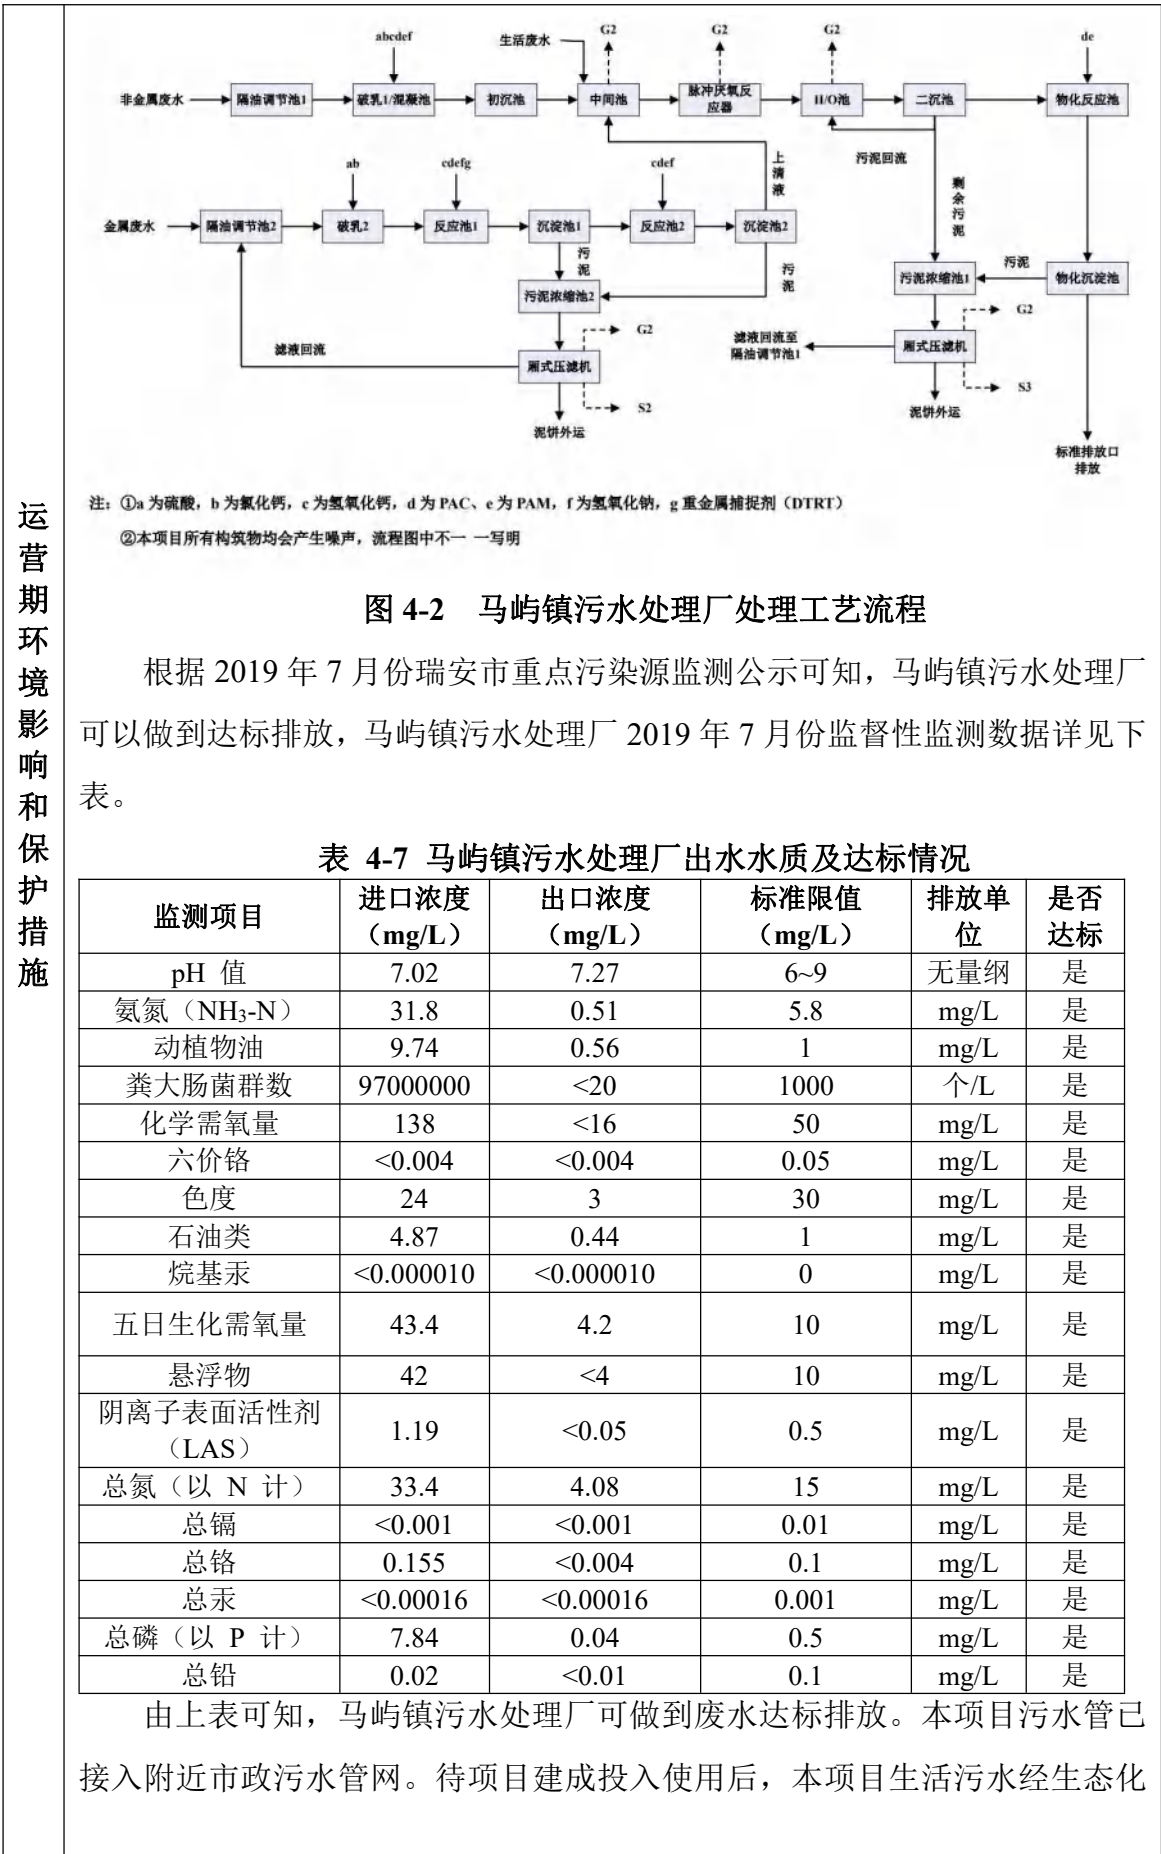 运营期环境影响和保护措施
abcdef
生活废水
G2
G2
G2
de
非金属废水
隔油调节池1
破乳1/混凝池
初沉池
中间池
脉冲厌氧反
应器
H/O池
二沉池
物化反应池
上清液
污泥回流
剩余污泥
ab
cdefg
cdef
金属废水
隔油调节池2
破乳2
反应池1
沉淀池1
反应池2
沉淀池2
污泥
污泥
污泥浓缩池2
污泥浓缩池1
污泥
物化沉淀池
滤液回流
厢式压滤机
G2
S2
泥饼外运
滤液回流至
隔油调节池1
厢式压滤机
G2
S3
泥饼外运
标准排放口
排放
注：①a 为硫酸，b 为氯化钙，c 为氢氧化钙，d 为 PAC、e 为 PAM，f 为氢氧化钠，g 重金属捕捉剂（DTRT）
②本项目所有构筑物均会产生噪声，流程图中不一 一写明
图 4-2 马屿镇污水处理厂处理工艺流程
根据 2019 年 7 月份瑞安市重点污染源监测公示可知，马屿镇污水处理厂
可以做到达标排放，马屿镇污水处理厂 2019 年 7 月份监督性监测数据详见下
表。
表 4-7 马屿镇污水处理厂出水水质及达标情况
监测项目 进口浓度（mg/L） 出口浓度（mg/L） 标准限值（mg/L） 排放单位 是否达标
pH 值 7.02 7.27 6~9 无量纲 是
氨氮（NH₃-N） 31.8 0.51 5.8 mg/L 是
动植物油 9.74 0.56 1 mg/L 是
粪大肠菌群数 97000000 <20 1000 个/L 是
化学需氧量 138 <16 50 mg/L 是
六价铬 <0.004 <0.004 0.05 mg/L 是
色度 24 3 30 mg/L 是
石油类 4.87 0.44 1 mg/L 是
烷基汞 <0.000010 <0.000010 0 mg/L 是
五日生化需氧量 43.4 4.2 10 mg/L 是
悬浮物 42 <4 10 mg/L 是
阴离子表面活性剂（LAS） 1.19 <0.05 0.5 mg/L 是
总氮（以 N 计） 33.4 4.08 15 mg/L 是
总镉 <0.001 <0.001 0.01 mg/L 是
总铬 0.155 <0.004 0.1 mg/L 是
总汞 <0.00016 <0.00016 0.001 mg/L 是
总磷（以 P 计） 7.84 0.04 0.5 mg/L 是
总铅 0.02 <0.01 0.1 mg/L 是
由上表可知，马屿镇污水处理厂可做到废水达标排放。本项目污水管已
接入附近市政污水管网。待项目建成投入使用后，本项目生活污水经生态化